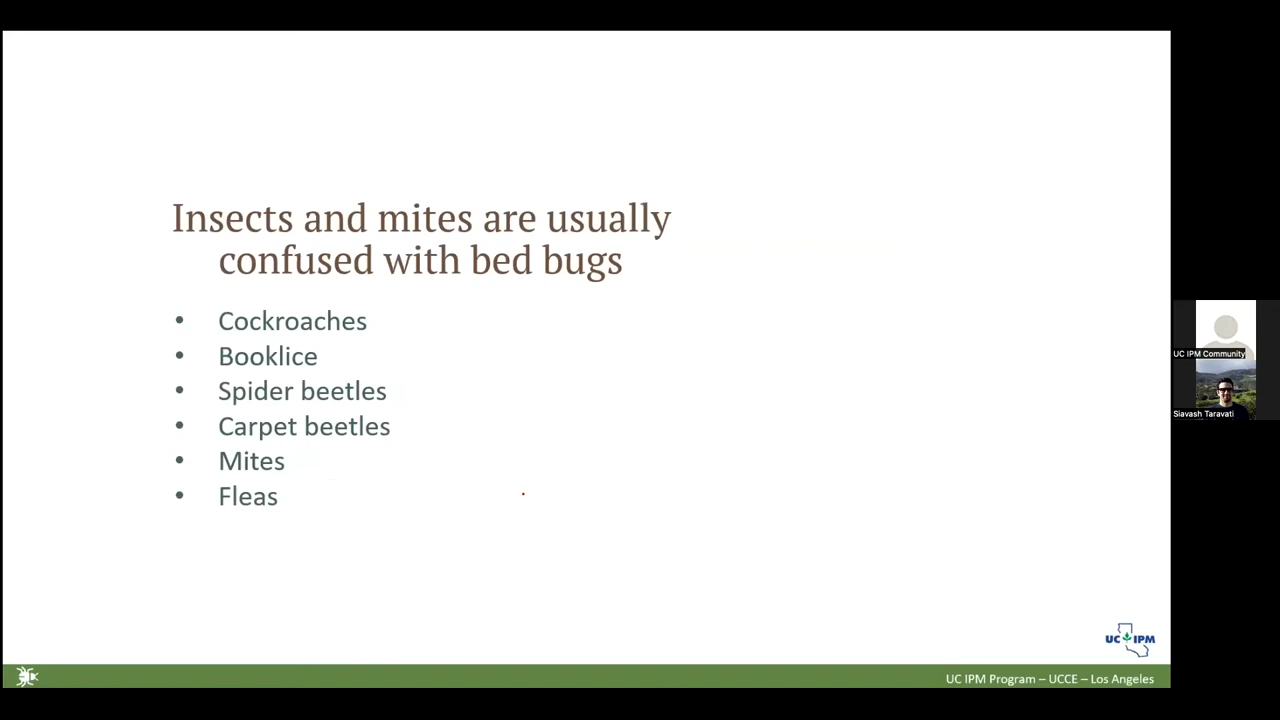 Insects and mites are usually
confused with bed bugs
• Cockroaches
• Booklice
• Spider beetles
• Carpet beetles
• Mites
• Fleas
UC IPM Community
Siavash Taravati
UC IPM
UC IPM Program – UCCE – Los Angeles